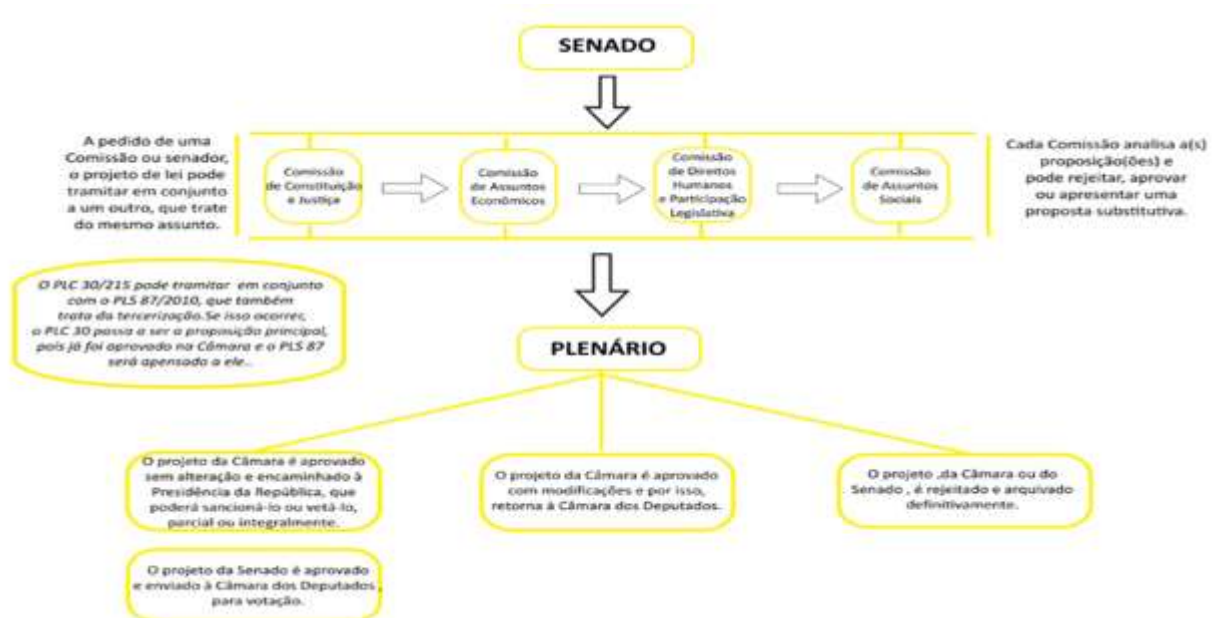 SENADO
A pedido de uma
Comissão ou senador,
o projeto de lei pode
tramitar em conjunto
a um outro, que trate
do mesmo assunto.
Comissão
de Constituição
e Justiça
Comissão
de Assuntos
Econômicos
Comissão
de Direitos
Humanos
e Participação
Legislativa
Comissão
de Assuntos
Sociais
Cada Comissão analisa a(s)
proposição(ões) e
pode rejeitar, aprovar
ou apresentar uma
proposta substitutiva.
O PLC 30/215 pode tramitar em conjunto
com o PLS 87/2010, que também
trata da tercerização.Se isso ocorrer,
o PLC 30 passa a ser a proposição principal,
pois já foi aprovado na Câmara e o PLS 87
será apensado a ele..
PLENÁRIO
O projeto da Câmara é aprovado
sem alteração e encaminhado à
Presidência da República, que
poderá sancioná-lo ou vetá-lo,
parcial ou integralmente.
O projeto da Câmara é aprovado
com modificações e por isso,
retorna à Câmara dos Deputados.
O projeto ,da Câmara ou do
Senado , é rejeitado e arquivado
definitivamente.
O projeto da Senado é aprovado
e enviado à Câmara dos Deputados ,
para votação.